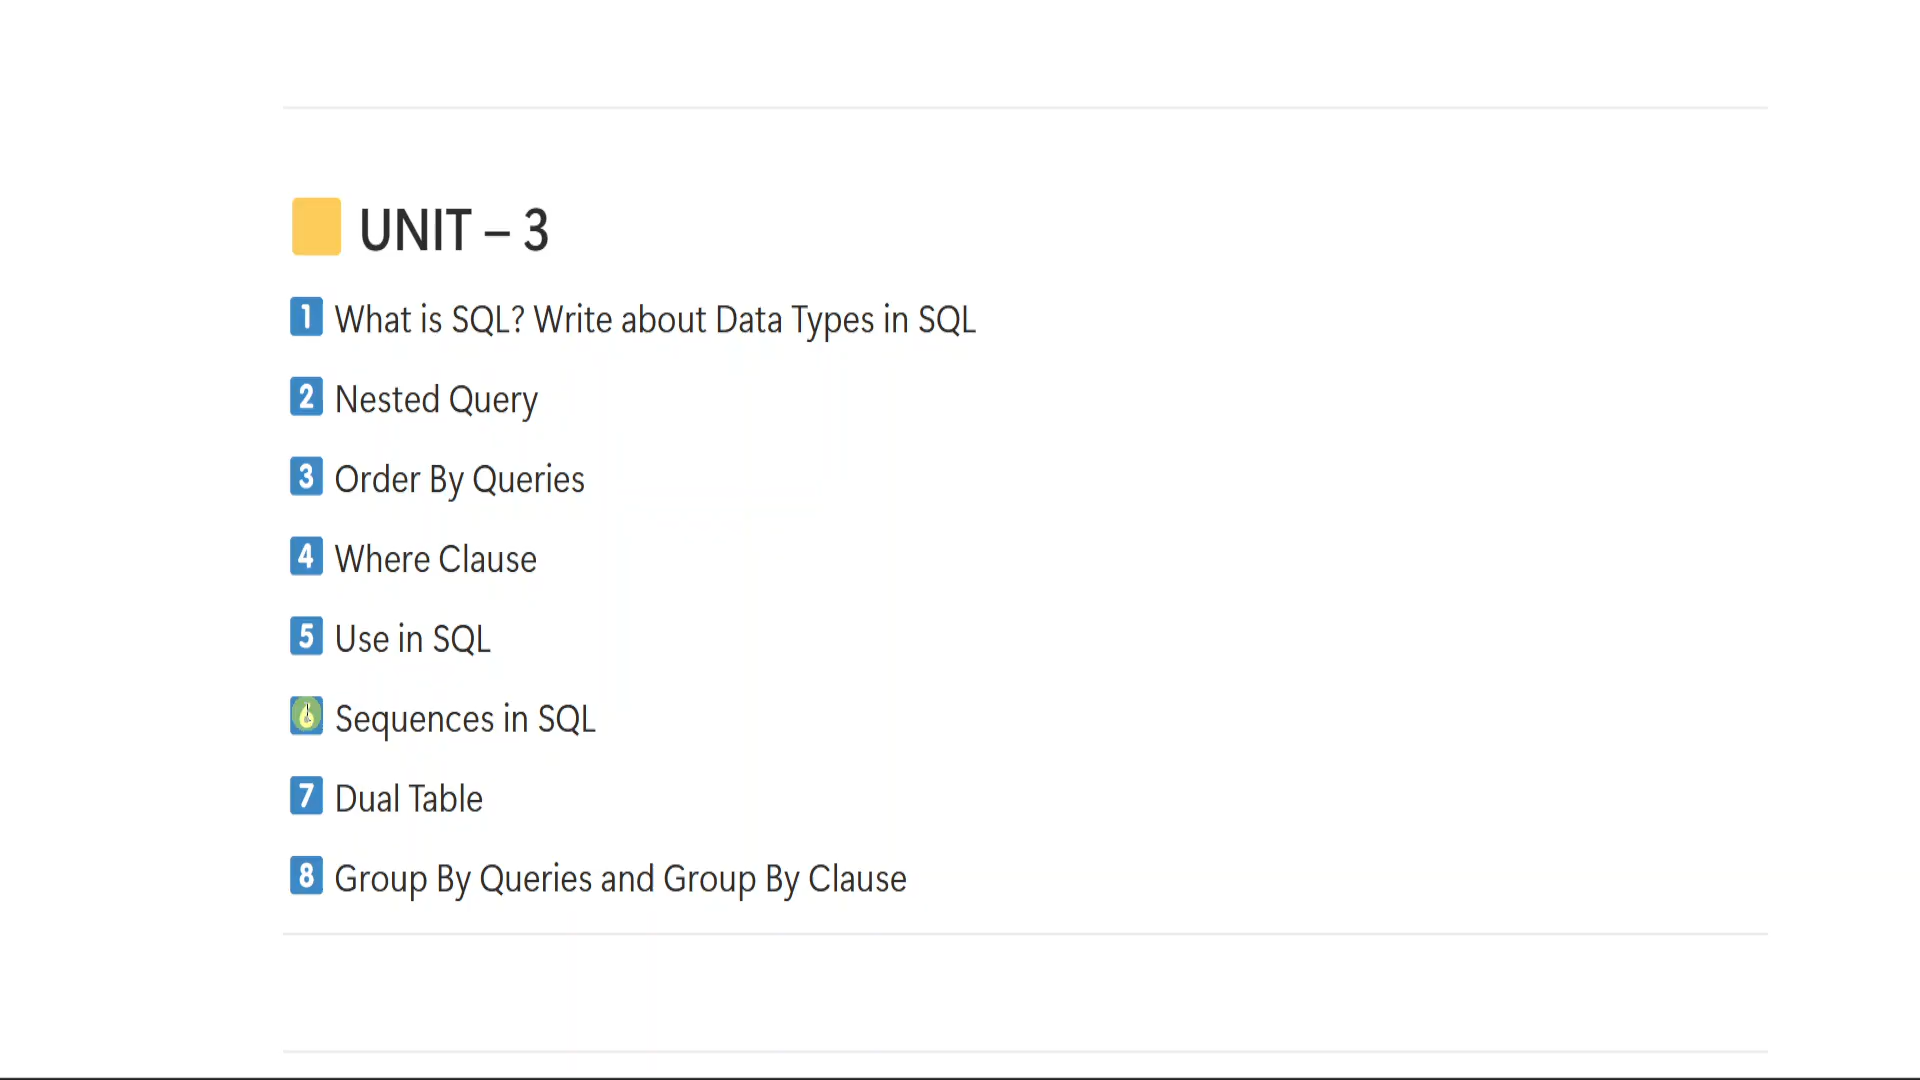 UNIT – 3
1 What is SQL? Write about Data Types in SQL
2 Nested Query
3 Order By Queries
4 Where Clause
5 Use in SQL
6 Sequences in SQL
7 Dual Table
8 Group By Queries and Group By Clause